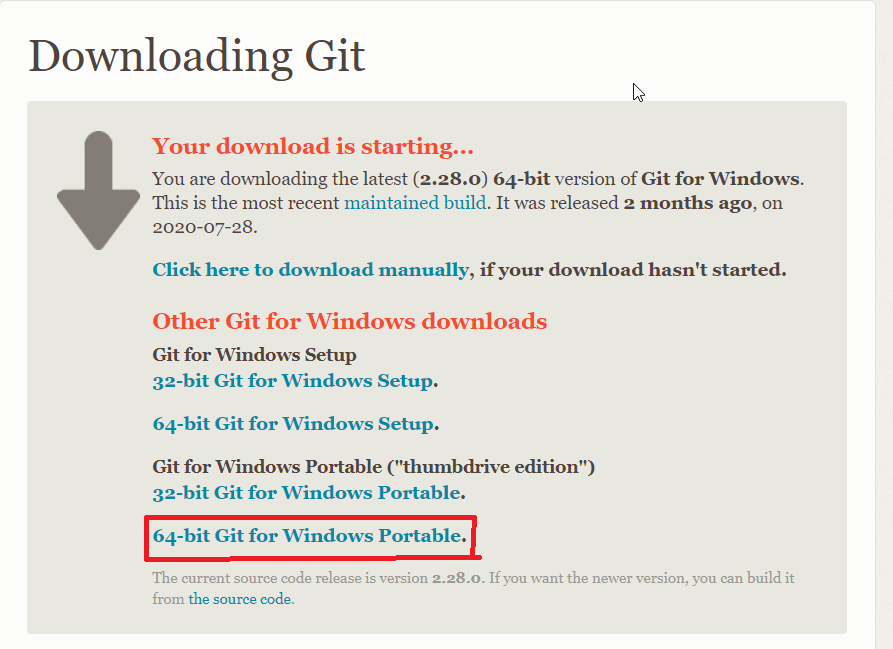 Downloading Git
Your download is starting...
You are downloading the latest (2.28.0) 64-bit version of Git for Windows.
This is the most recent maintained build. It was released 2 months ago, on
2020-07-28.
Click here to download manually, if your download hasn't started.
Other Git for Windows downloads
Git for Windows Setup
32-bit Git for Windows Setup.
64-bit Git for Windows Setup.
Git for Windows Portable ("thumbdrive edition")
32-bit Git for Windows Portable.
64-bit Git for Windows Portable.
The current source code release is version 2.28.0. If you want the newer version, you can build it
from the source code.